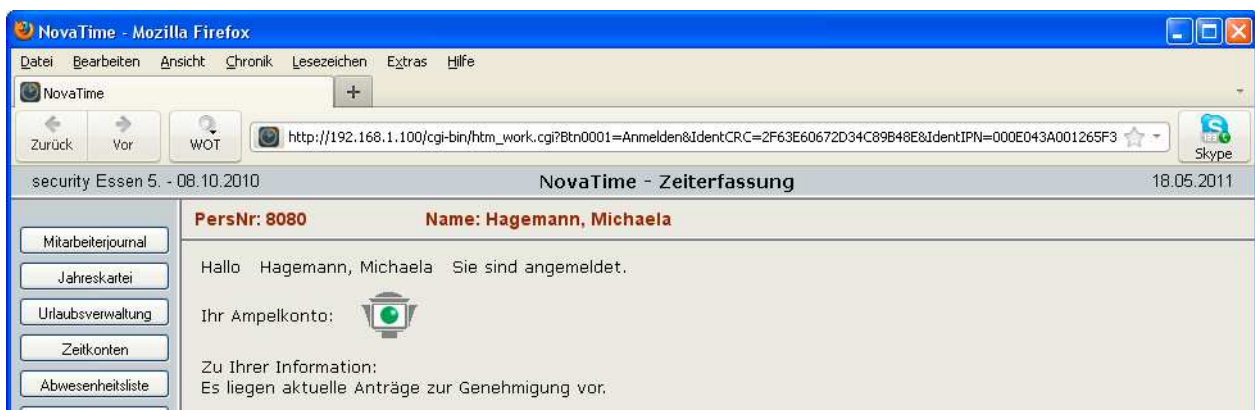 NovaTime - Mozilla Firefox
Datei Bearbeiten Ansicht Chronik Lesezeichen Extras Hilfe
NovaTime +
Zurück Vor WOT http://192.168.1.100/cgi-bin/htm_work.cgi?Btn0001=Anmelden&IdentCRC=2F63E60672D34C89B48E&IdentIPN=000E043A001265F3 Skype
security Essen 5. - 08.10.2010 NovaTime - Zeiterfassung 18.05.2011
PersNr: 8080 Name: Hagemann, Michaela
Mitarbeiterjournal
Jahreskartei
Urlaubsverwaltung
Zeitkonten
Abwesenheitsliste
Hallo Hagemann, Michaela Sie sind angemeldet.
Ihr Ampelkonto:
Zu Ihrer Information:
Es liegen aktuelle Anträge zur Genehmigung vor.